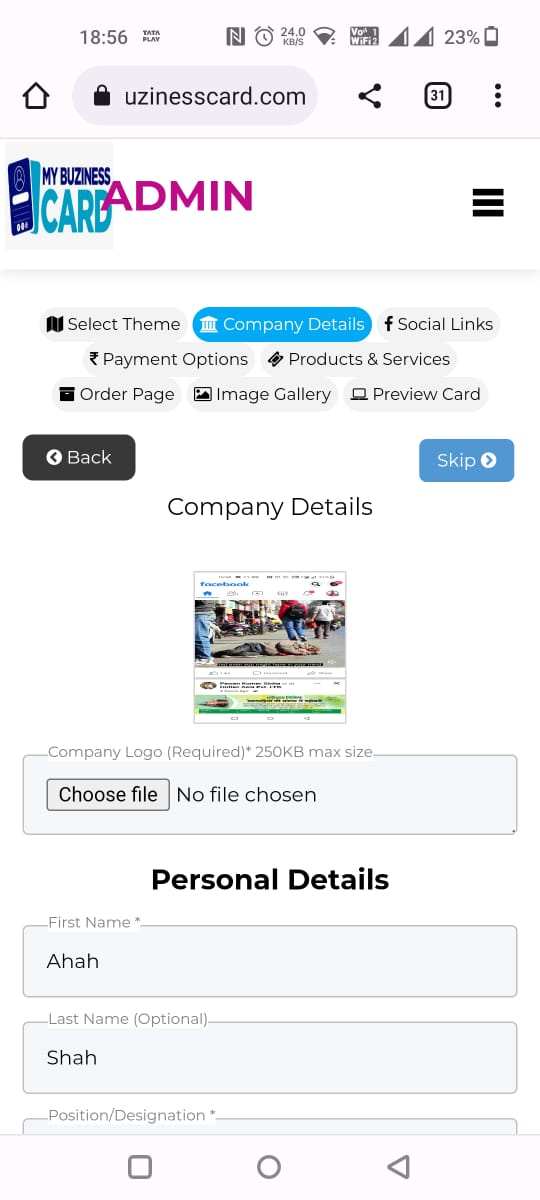 18:56 TATA PLAY 24.0 KB/S Vo 1 WiFi 2 23%
uzinesscard.com 31
MY BUZINESS CARD ADMIN
Select Theme Company Details Social Links
₹ Payment Options Products & Services
Order Page Image Gallery Preview Card
Back Skip
Company Details
facebook
Company Logo (Required)* 250KB max size
Choose file No file chosen
Personal Details
First Name *
Ahah
Last Name (Optional)
Shah
Position/Designation *